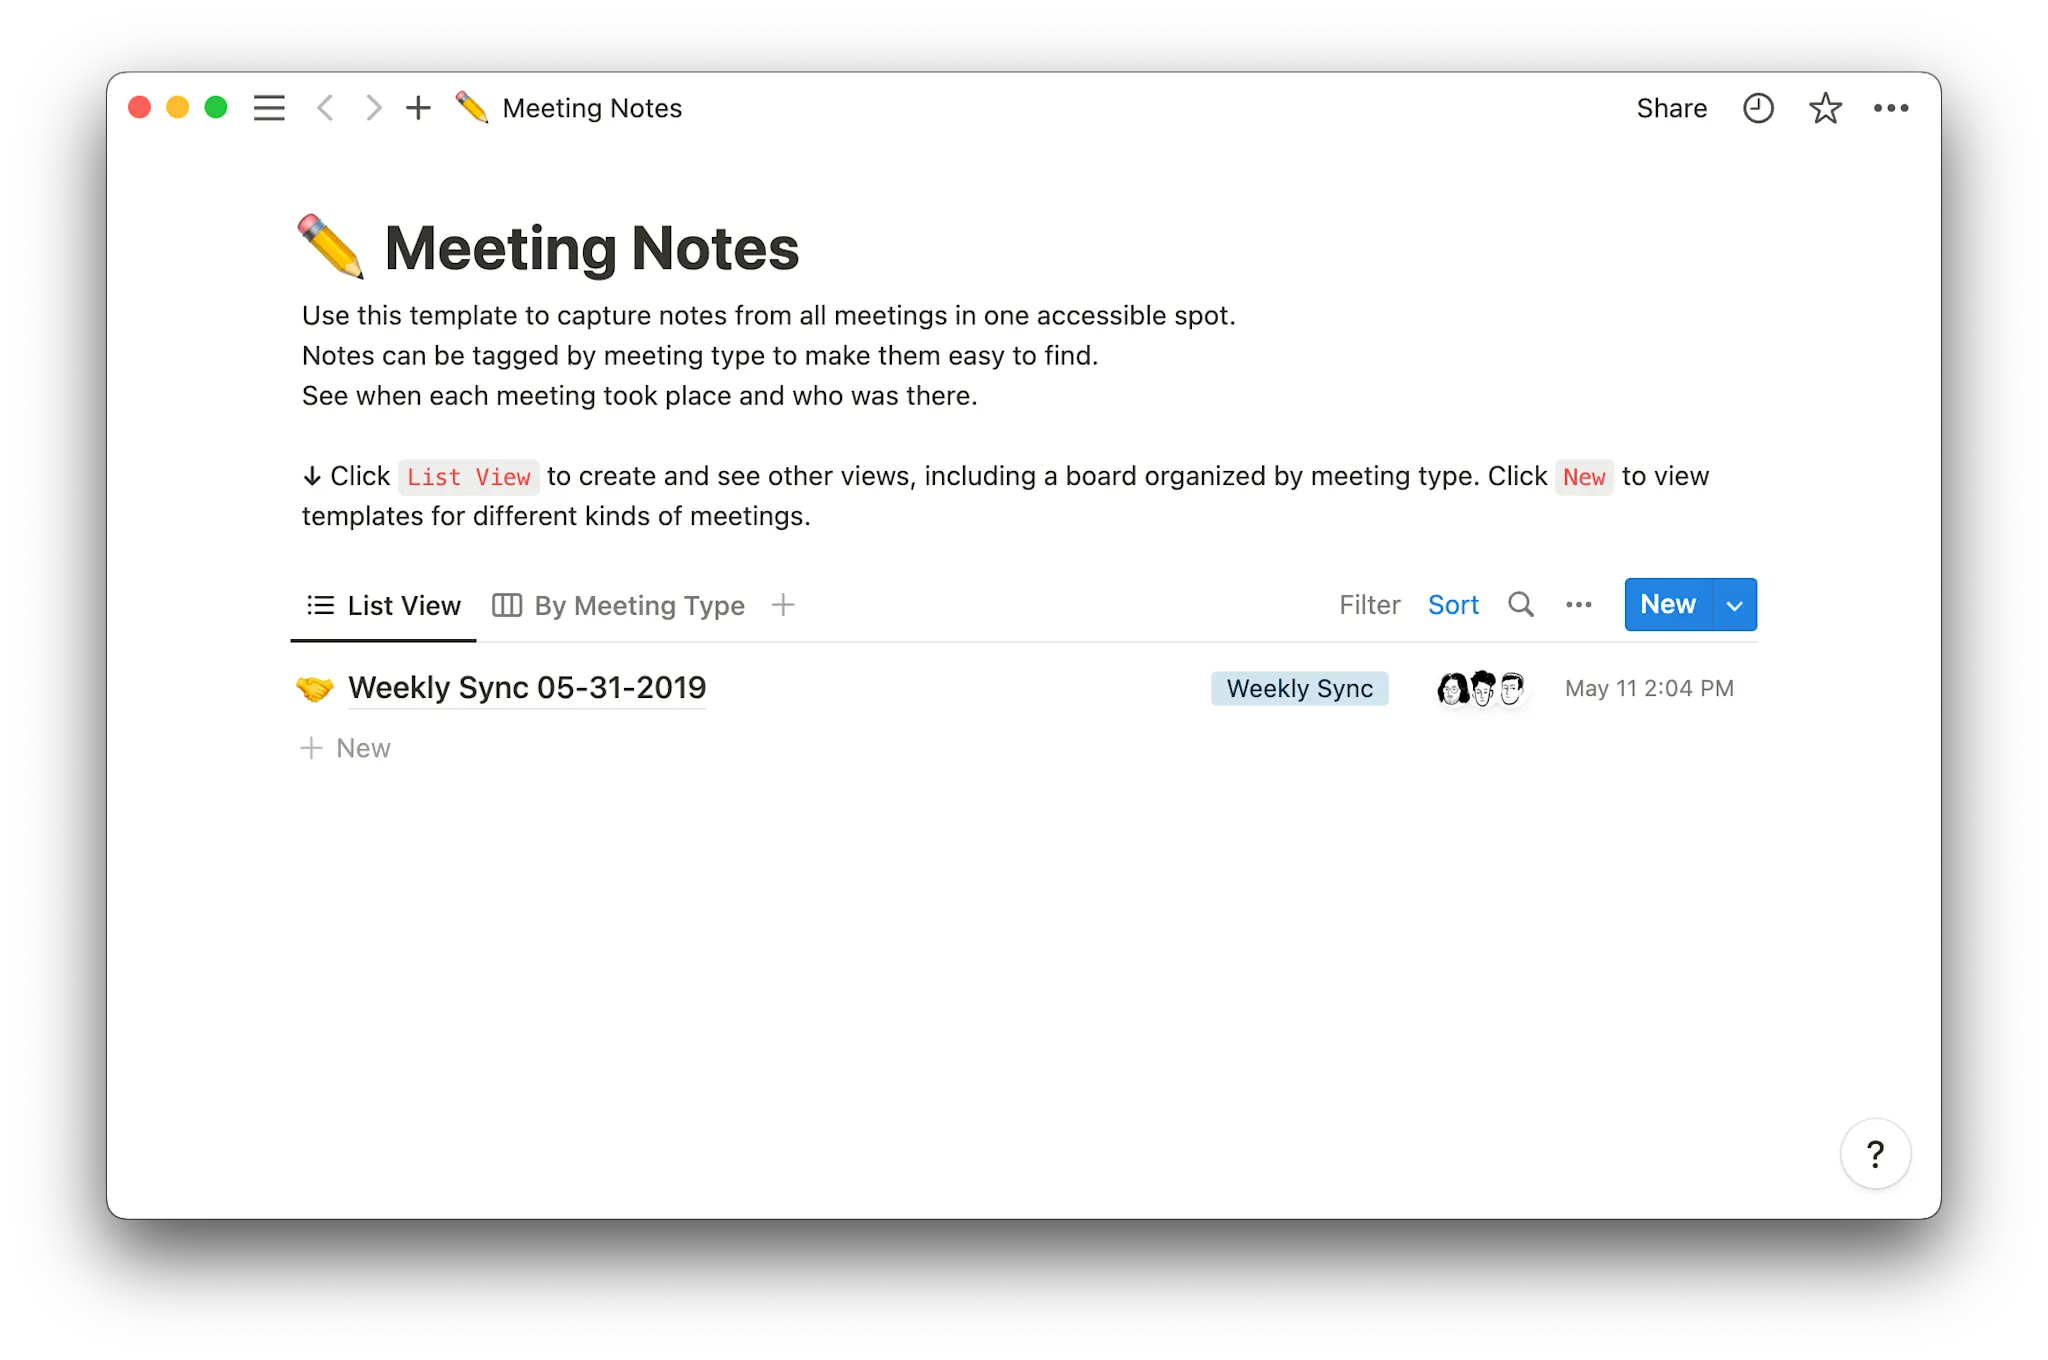 Meeting Notes
Share
Meeting Notes
Use this template to capture notes from all meetings in one accessible spot.
Notes can be tagged by meeting type to make them easy to find.
See when each meeting took place and who was there.
↓ Click List View to create and see other views, including a board organized by meeting type. Click New to view
templates for different kinds of meetings.
List View By Meeting Type Filter Sort New
Weekly Sync 05-31-2019 Weekly Sync May 11 2:04 PM
New
?